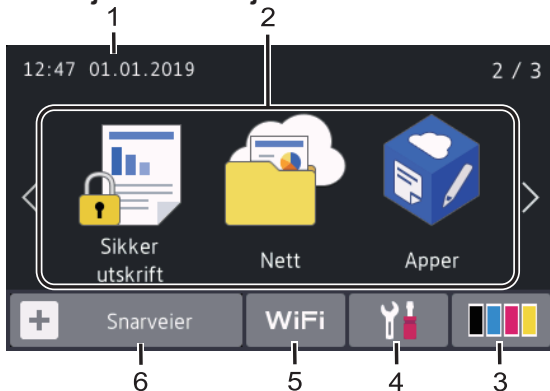 1
2
12:47 01.01.2019
2 / 3
Sikker
utskrift
Nett
Apper
Snarveier
WiFi
6
5
4
3